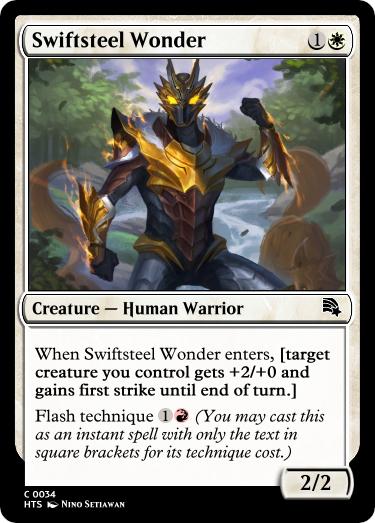 Swiftsteel Wonder 1
Creature — Human Warrior
When Swiftsteel Wonder enters, [target
creature you control gets +2/+0 and
gains first strike until end of turn.]
Flash technique 1 (You may cast this
as an instant spell with only the text in
square brackets for its technique cost.)
2/2
C 0034
HTS Nino Setiawan